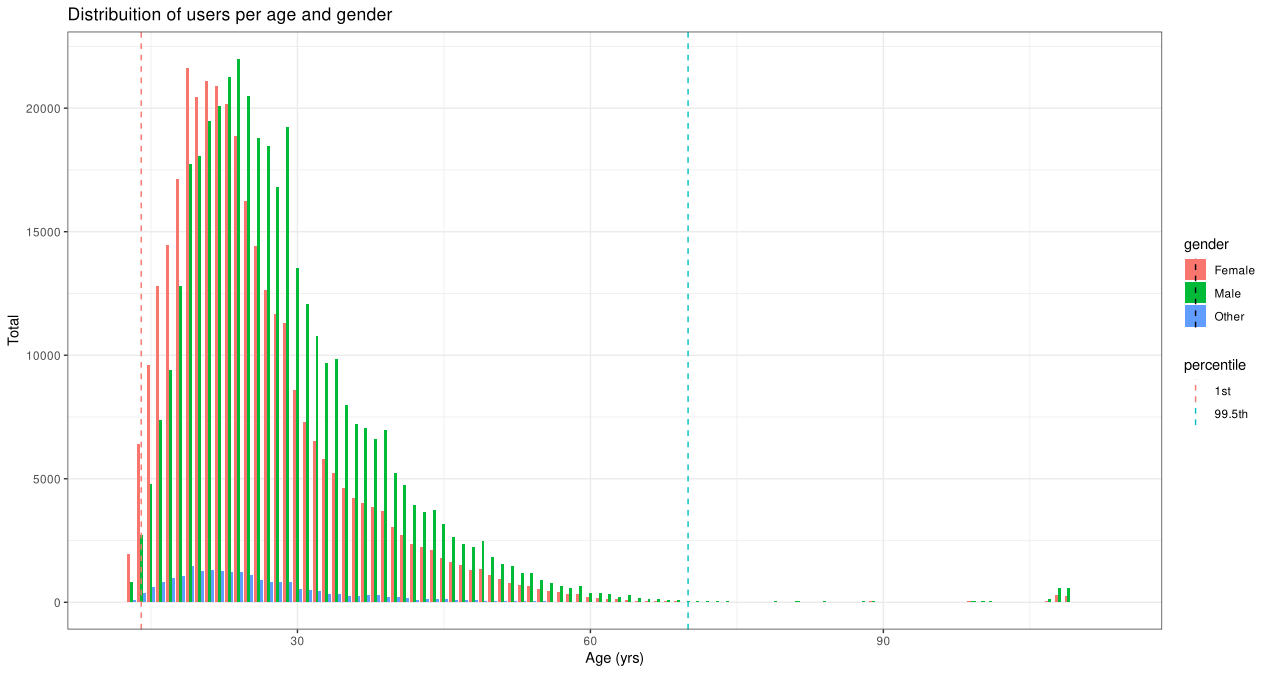 Distribuition of users per age and gender
20000
15000
10000
5000
0
Total
30
60
90
Age (yrs)
gender
Female
Male
Other
percentile
1st
99.5th